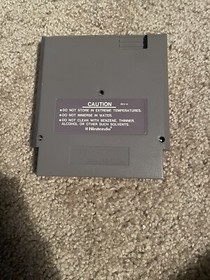 CAUTION
•DO NOT STORE IN EXTREME TEMPERATURES.
•DO NOT IMMERSE IN WATER.
•DO NOT CLEAN WITH BENZENE, THINNER,
ALCOHOL OR OTHER SUCH SOLVENTS.
Nintendo